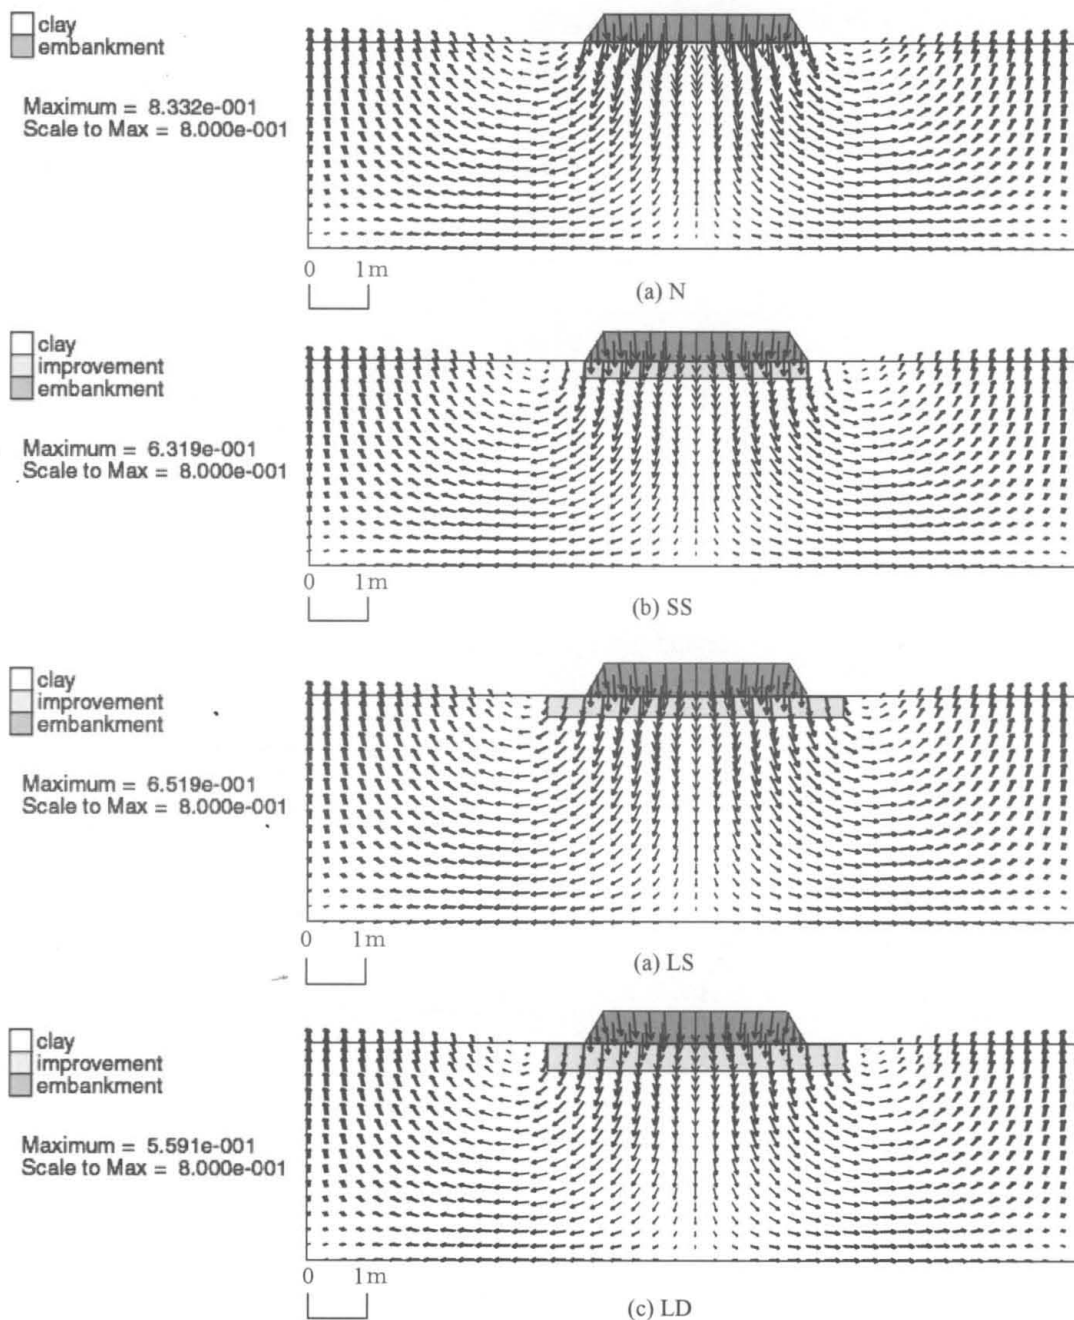 clay
embankment
Maximum = 8.332e-001
Scale to Max = 8.000e-001
0 1m
(a) N
clay
improvement
embankment
Maximum = 6.319e-001
Scale to Max = 8.000e-001
0 1m
(b) SS
clay
improvement
embankment
Maximum = 6.519e-001
Scale to Max = 8.000e-001
0 1m
(a) LS
clay
improvement
embankment
Maximum = 5.591e-001
Scale to Max = 8.000e-001
0 1m
(c) LD